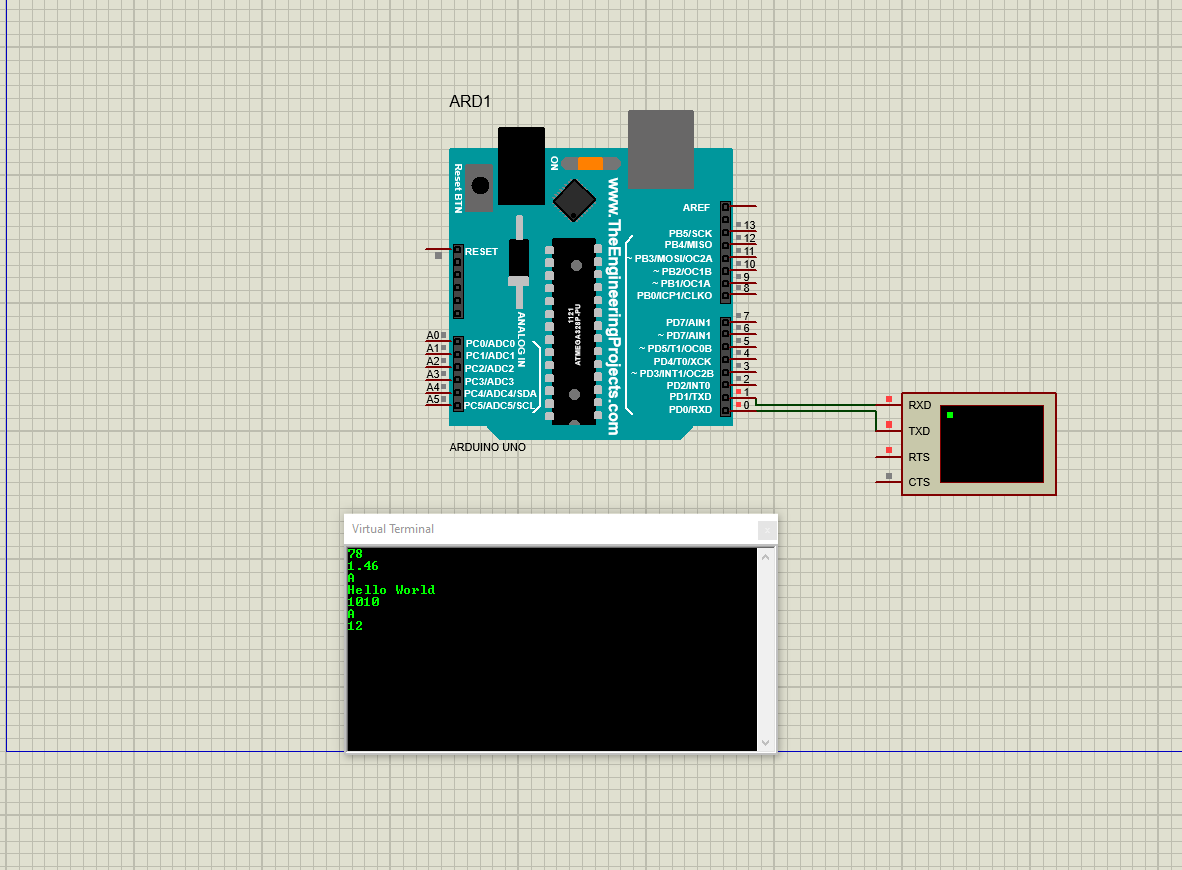 ARD1
ON
Reset BTN
www.TheEngineeringProjects.com
RESET
ANALOG IN
1121
ATMEGA328P-PU
AREF
PB5/SCK 13
PB4/MISO 12
~ PB3/MOSI/OC2A 11
~ PB2/OC1B 10
~ PB1/OC1A 9
PB0/ICP1/CLKO 8
PD7/AIN1 7
~ PD7/AIN1 6
~ PD5/T1/OC0B 5
PD4/T0/XCK 4
~ PD3/INT1/OC2B 3
PD2/INT0 2
PD1/TXD 1
PD0/RXD 0
A0 PC0/ADC0
A1 PC1/ADC1
A2 PC2/ADC2
A3 PC3/ADC3
A4 PC4/ADC4/SDA
A5 PC5/ADC5/SCL
ARDUINO UNO
RXD
TXD
RTS
CTS
Virtual Terminal
78
1.46
A
Hello World
1010
A
12